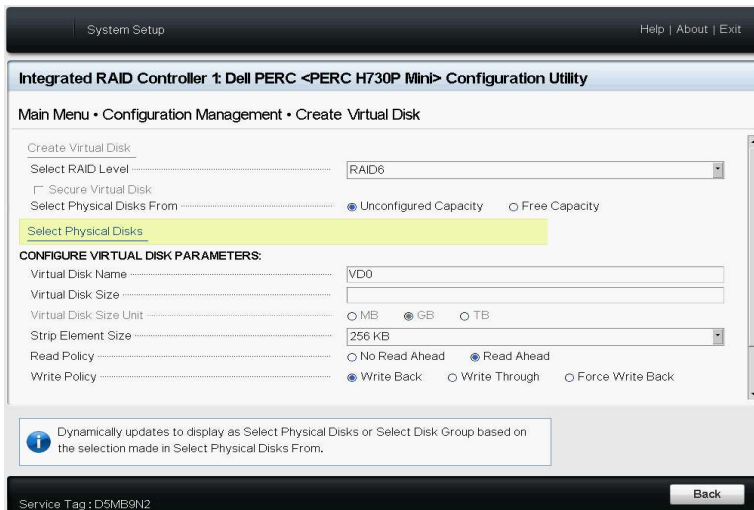 System Setup
Help | About | Exit
Integrated RAID Controller 1: Dell PERC <PERC H730P Mini> Configuration Utility
Main Menu • Configuration Management • Create Virtual Disk
Create Virtual Disk
Select RAID Level RAID6
Secure Virtual Disk
Select Physical Disks From Unconfigured Capacity Free Capacity
Select Physical Disks
CONFIGURE VIRTUAL DISK PARAMETERS:
Virtual Disk Name VD0
Virtual Disk Size
Virtual Disk Size Unit MB GB TB
Strip Element Size 256 KB
Read Policy No Read Ahead Read Ahead
Write Policy Write Back Write Through Force Write Back
Dynamically updates to display as Select Physical Disks or Select Disk Group based on
the selection made in Select Physical Disks From.
Back
Service Tag : D5MB9N2